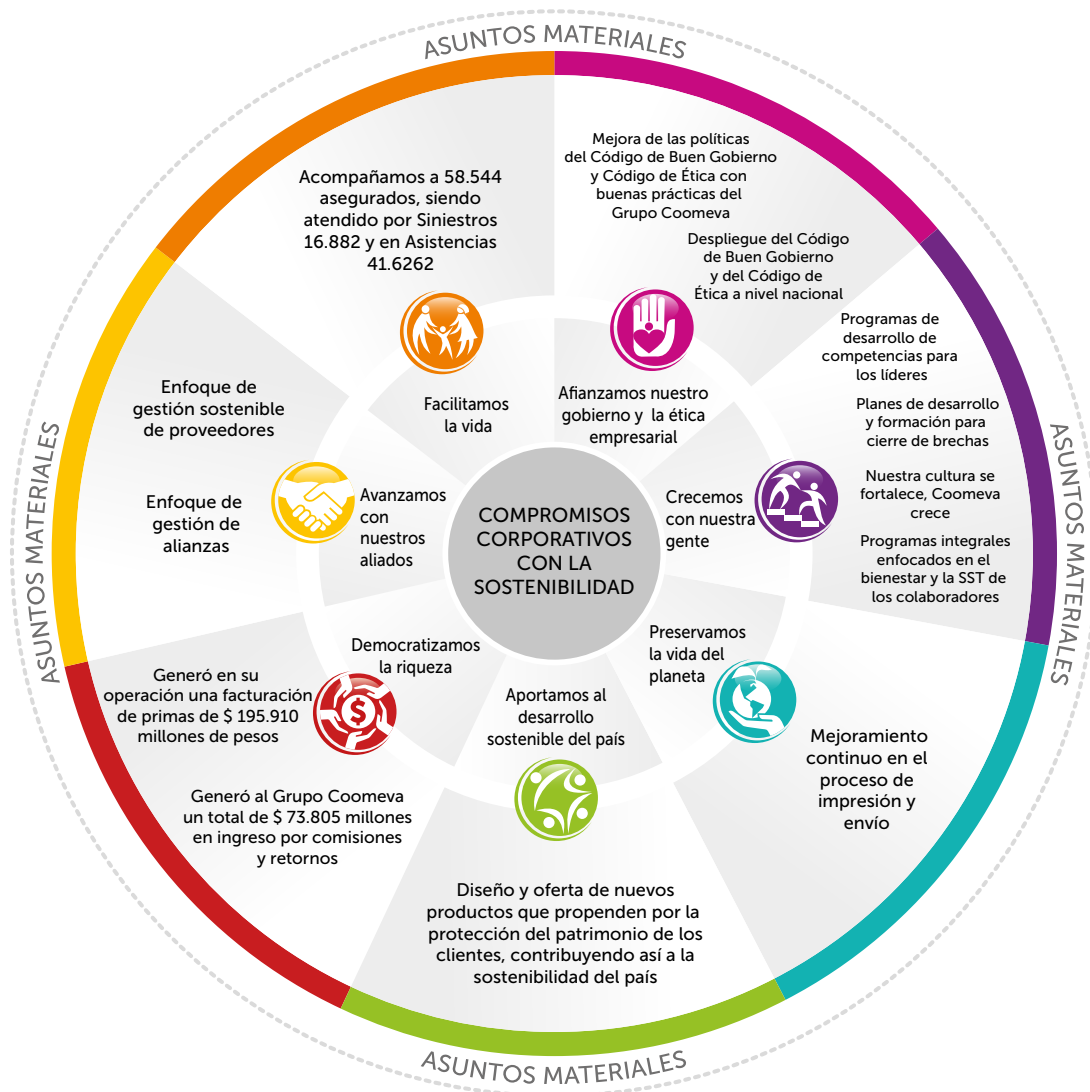 ASUNTOS MATERIALES
Mejora de las políticas
del Código de Buen Gobierno
y Código de Ética con
buenas prácticas del
Grupo Coomeva
Despliegue del Código
de Buen Gobierno
y del Código de
Ética a nivel nacional
Afianzamos nuestro
gobierno y la ética
empresarial
Programas de
desarrollo de
competencias para
los líderes
Planes de desarrollo
y formación para
cierre de brechas
Nuestra cultura se
fortalece, Coomeva
crece
Programas integrales
enfocados en el
bienestar y la SST de
los colaboradores
Crecemos
con nuestra
gente
ASUNTOS MATERIALES
Preservamos
la vida del
planeta
Mejoramiento
continuo en el
proceso de
impresión y
envío
Aportamos al
desarrollo
sostenible del país
Diseño y oferta de nuevos
productos que propenden por la
protección del patrimonio de los
clientes, contribuyendo así a la
sostenibilidad del país
ASUNTOS MATERIALES
Democratizamos
la riqueza
Generó en su
operación una facturación
de primas de $ 195.910
millones de pesos
Generó al Grupo Coomeva
un total de $ 73.805 millones
en ingreso por comisiones
y retornos
ASUNTOS MATERIALES
Avanzamos
con
nuestros
aliados
Enfoque de
gestión sostenible
de proveedores
Enfoque de
gestión de
alianzas
Facilitamos
la vida
Acompañamos a 58.544
asegurados, siendo
atendido por Siniestros
16.882 y en Asistencias
41.6262
COMPROMISOS
CORPORATIVOS
CON LA
SOSTENIBILIDAD
$